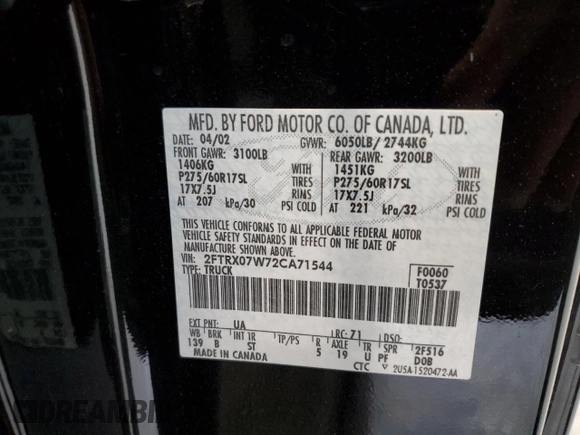 MFD. BY FORD MOTOR CO. OF CANADA, LTD.
DATE: 04/02 GVWR: 6050LB/ 2744KG
FRONT GAWR: 3100LB REAR GAWR: 3200LB
1406KG WITH 1451KG WITH
P275/60R17SL TIRES P275/60R17SL TIRES
17X7.5J RIMS 17X7.5J RIMS
AT 207 kPa/30 PSI COLD AT 221 kPa/32 PSI COLD
THIS VEHICLE CONFORMS TO ALL APPLICABLE FEDERAL MOTOR
VEHICLE SAFETY STANDARDS IN EFFECT ON THE DATE OF
MANUFACTURE SHOWN ABOVE.
VIN: 2FTRX07W72CA71544
TYPE: TRUCK
F0060
T0537
EXT PNT: UA RC: 71 DSO:
WB BRK INT TR TP/PS R AXLE TR SPR 2F516
139 B ST 5 19 U PF DOB
MADE IN CANADA CTC 2USA-1520472-AA
DREAMBI